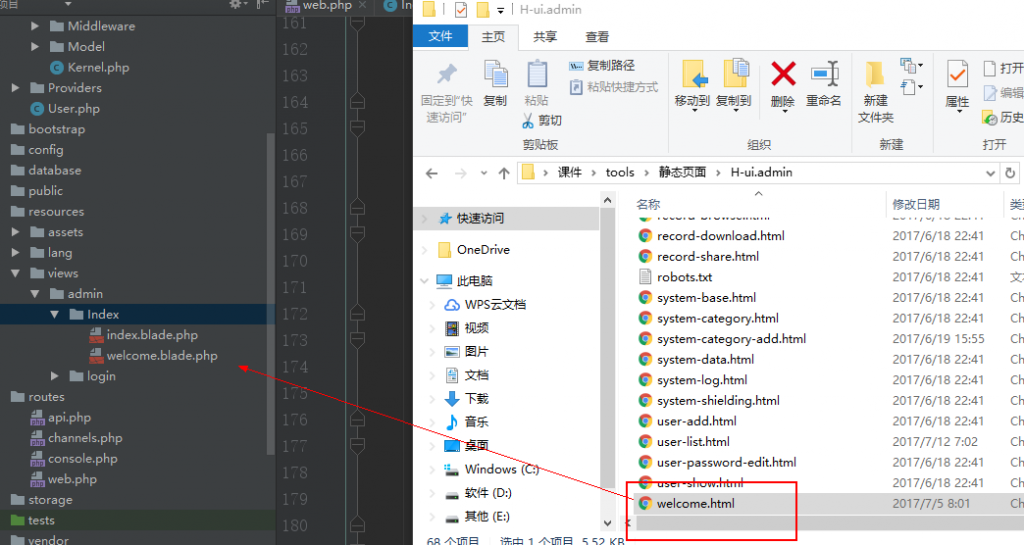 项目
web.php
In
161
162
163
164
165
166
167
168
169
170
171
172
173
174
175
176
177
178
179
180
Middleware
Model
Kernel.php
Providers
User.php
bootstrap
config
database
public
resources
assets
lang
views
admin
Index
index.blade.php
welcome.blade.php
login
routes
api.php
channels.php
console.php
web.php
storage
tests
vendor
H-ui.admin
文件
主页
共享
查看
固定到"快
速访问"
复制
粘贴
复制路径
粘贴快捷方式
剪切
剪贴板
移动到
复制到
删除
重命名
组织
新建
文件夹
新建
属性
打开
编辑
历史
打开
课件 › tools › 静态页面 › H-ui.admin
快速访问
OneDrive
此电脑
WPS云文档
视频
图片
文档
下载
音乐
桌面
Windows (C:)
软件 (D:)
其他 (E:)
名称
修改日期
record-browse.html 2017/6/18 22:41 Ch
record-download.html 2017/6/18 22:41 Ch
record-share.html 2017/6/18 22:41 Ch
robots.txt 2017/6/18 22:41 文
system-base.html 2017/6/18 22:41 Ch
system-category.html 2017/6/18 22:41 Ch
system-category-add.html 2017/6/19 15:55 Ch
system-data.html 2017/6/18 22:41 Ch
system-log.html 2017/6/18 22:41 Ch
system-shielding.html 2017/6/18 22:41 Ch
user-add.html 2017/6/18 22:41 Ch
user-list.html 2017/7/12 7:02 Ch
user-password-edit.html 2017/6/18 22:41 Ch
user-show.html 2017/6/18 22:41 Ch
welcome.html 2017/7/5 8:01 Ch
68 个项目 选中 1 个项目 5.52 KB